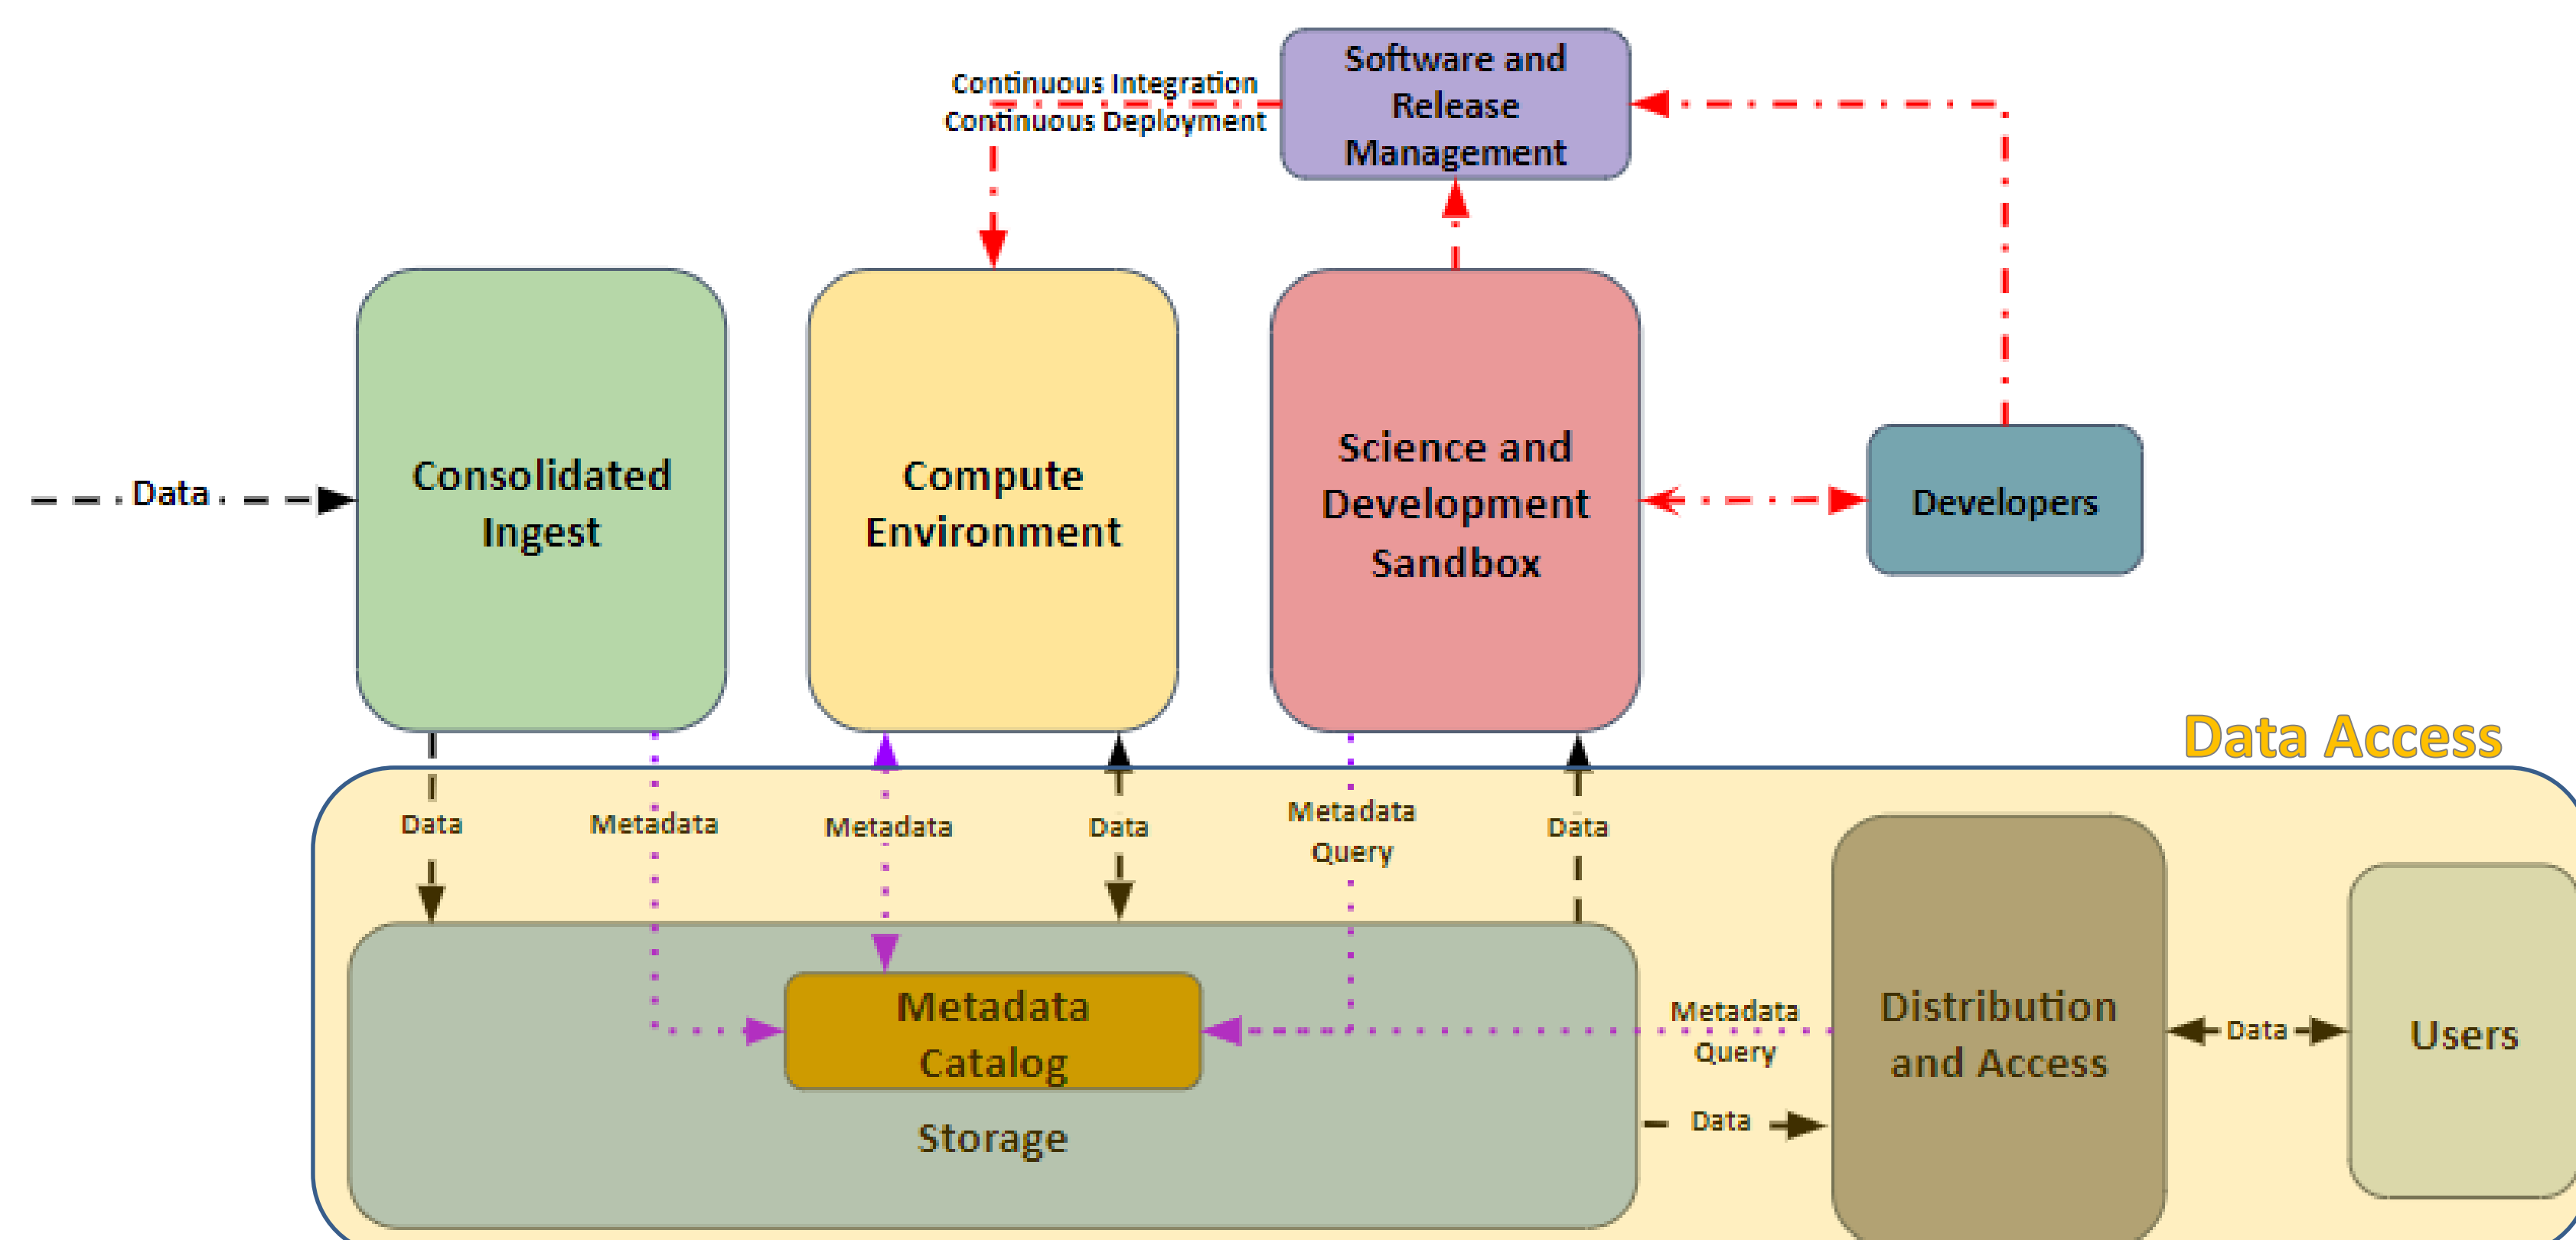 Software and
Release
Management
Continuous Integration
Continuous Deployment
Data
Consolidated
Ingest
Compute
Environment
Science and
Development
Sandbox
Developers
Data Access
Data
Metadata
Metadata
Data
Metadata
Query
Data
Metadata
Catalog
Storage
Metadata
Query
Data
Distribution
and Access
Data
Users